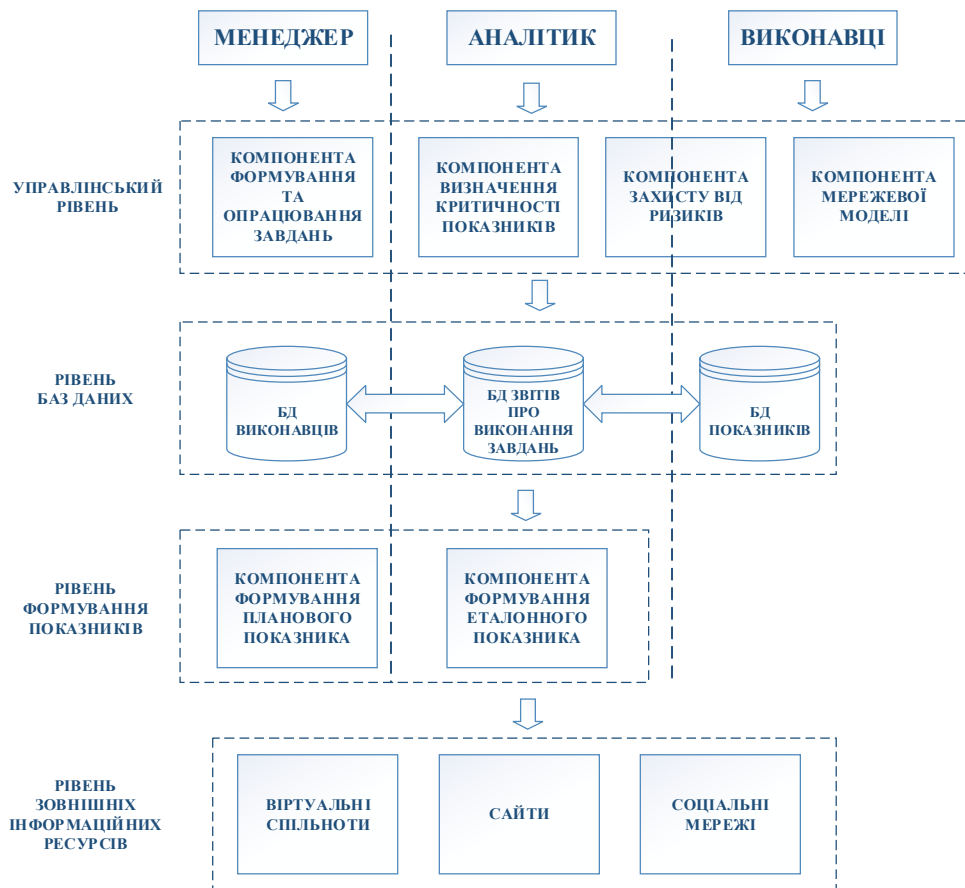 МЕНЕДЖЕР
АНАЛІТИК
ВИКОНАВЦІ
УПРАВЛІНСЬКИЙ
РІВЕНЬ
КОМПОНЕНТА
ФОРМУВАННЯ
ТА
ОПРАЦЮВАННЯ
ЗАВДАНЬ
КОМПОНЕНТА
ВИЗНАЧЕННЯ
КРИТИЧНОСТІ
ПОКАЗНИКІВ
КОМПОНЕНТА
ЗАХИСТУ ВІД
РИЗИКІВ
КОМПОНЕНТА
МЕРЕЖЕВОЇ
МОДЕЛІ
РІВЕНЬ
БАЗ ДАНИХ
БД
ВИКОНАВЦІВ
БД ЗВІТІВ
ПРО
ВИКОНАННЯ
ЗАВДАНЬ
БД
ПОКАЗНИКІВ
РІВЕНЬ
ФОРМУВАННЯ
ПОКАЗНИКІВ
КОМПОНЕНТА
ФОРМУВАННЯ
ПЛАНОВОГО
ПОКАЗНИКА
КОМПОНЕНТА
ФОРМУВАННЯ
ЕТАЛОННОГО
ПОКАЗНИКА
РІВЕНЬ
ЗОВНІШНІХ
ІНФОРМАЦІЙНИХ
РЕСУРСІВ
ВІРТУАЛЬНІ
СПІЛЬНОТИ
САЙТИ
СОЦІАЛЬНІ
МЕРЕЖІ